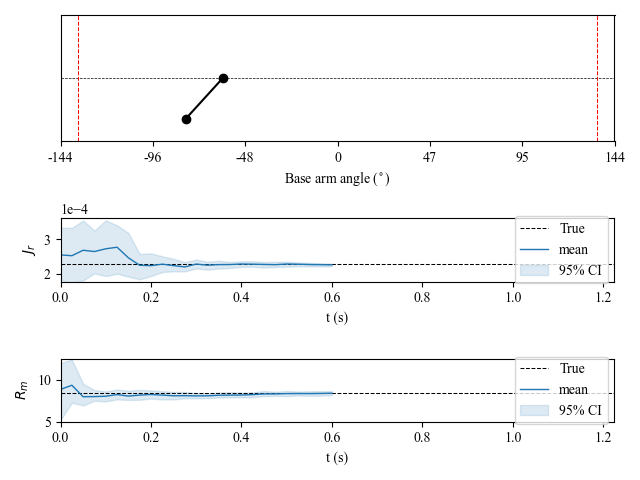 -144 -96 -48 0 47 95 144
Base arm angle (°)
1e−4
3
2
J_r
True
mean
95% CI
0.0 0.2 0.4 0.6 0.8 1.0 1.2
t (s)
10
5
R_m
True
mean
95% CI
0.0 0.2 0.4 0.6 0.8 1.0 1.2
t (s)